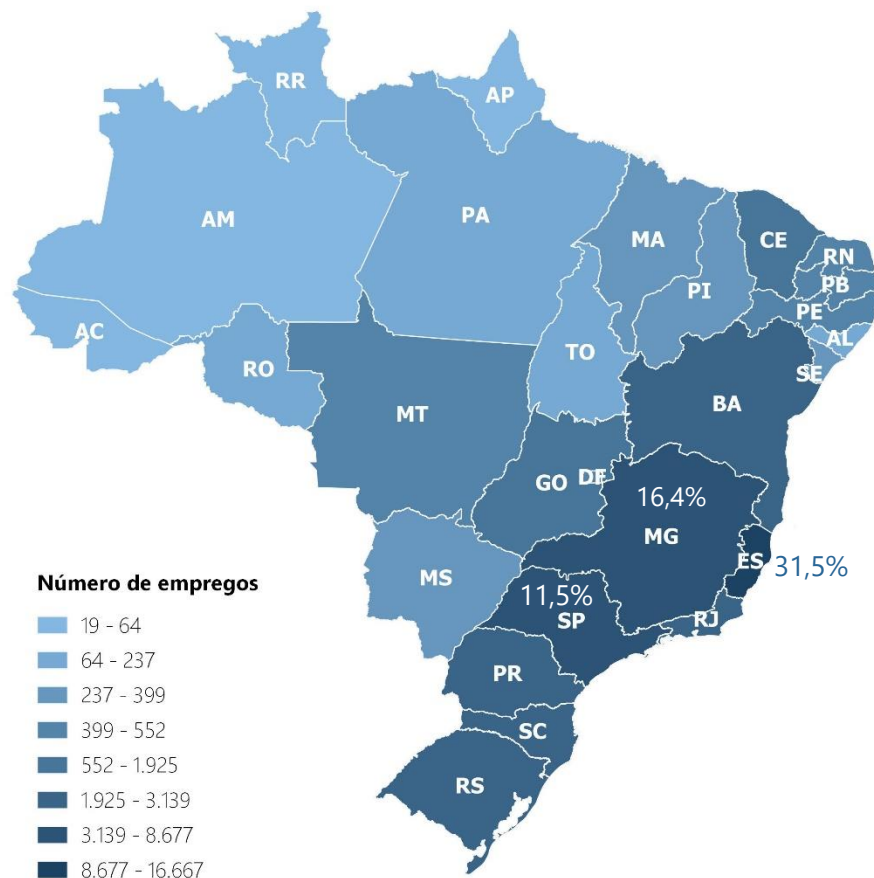 RR
AP
AM
PA
MA
CE
RN
PB
PI
PE
AC
AL
TO
RO
SE
BA
MT
GO
DF
16,4%
MG
ES
31,5%
MS
11,5%
SP
RJ
PR
SC
RS
Número de empregos
19 - 64
64 - 237
237 - 399
399 - 552
552 - 1.925
1.925 - 3.139
3.139 - 8.677
8.677 - 16.667